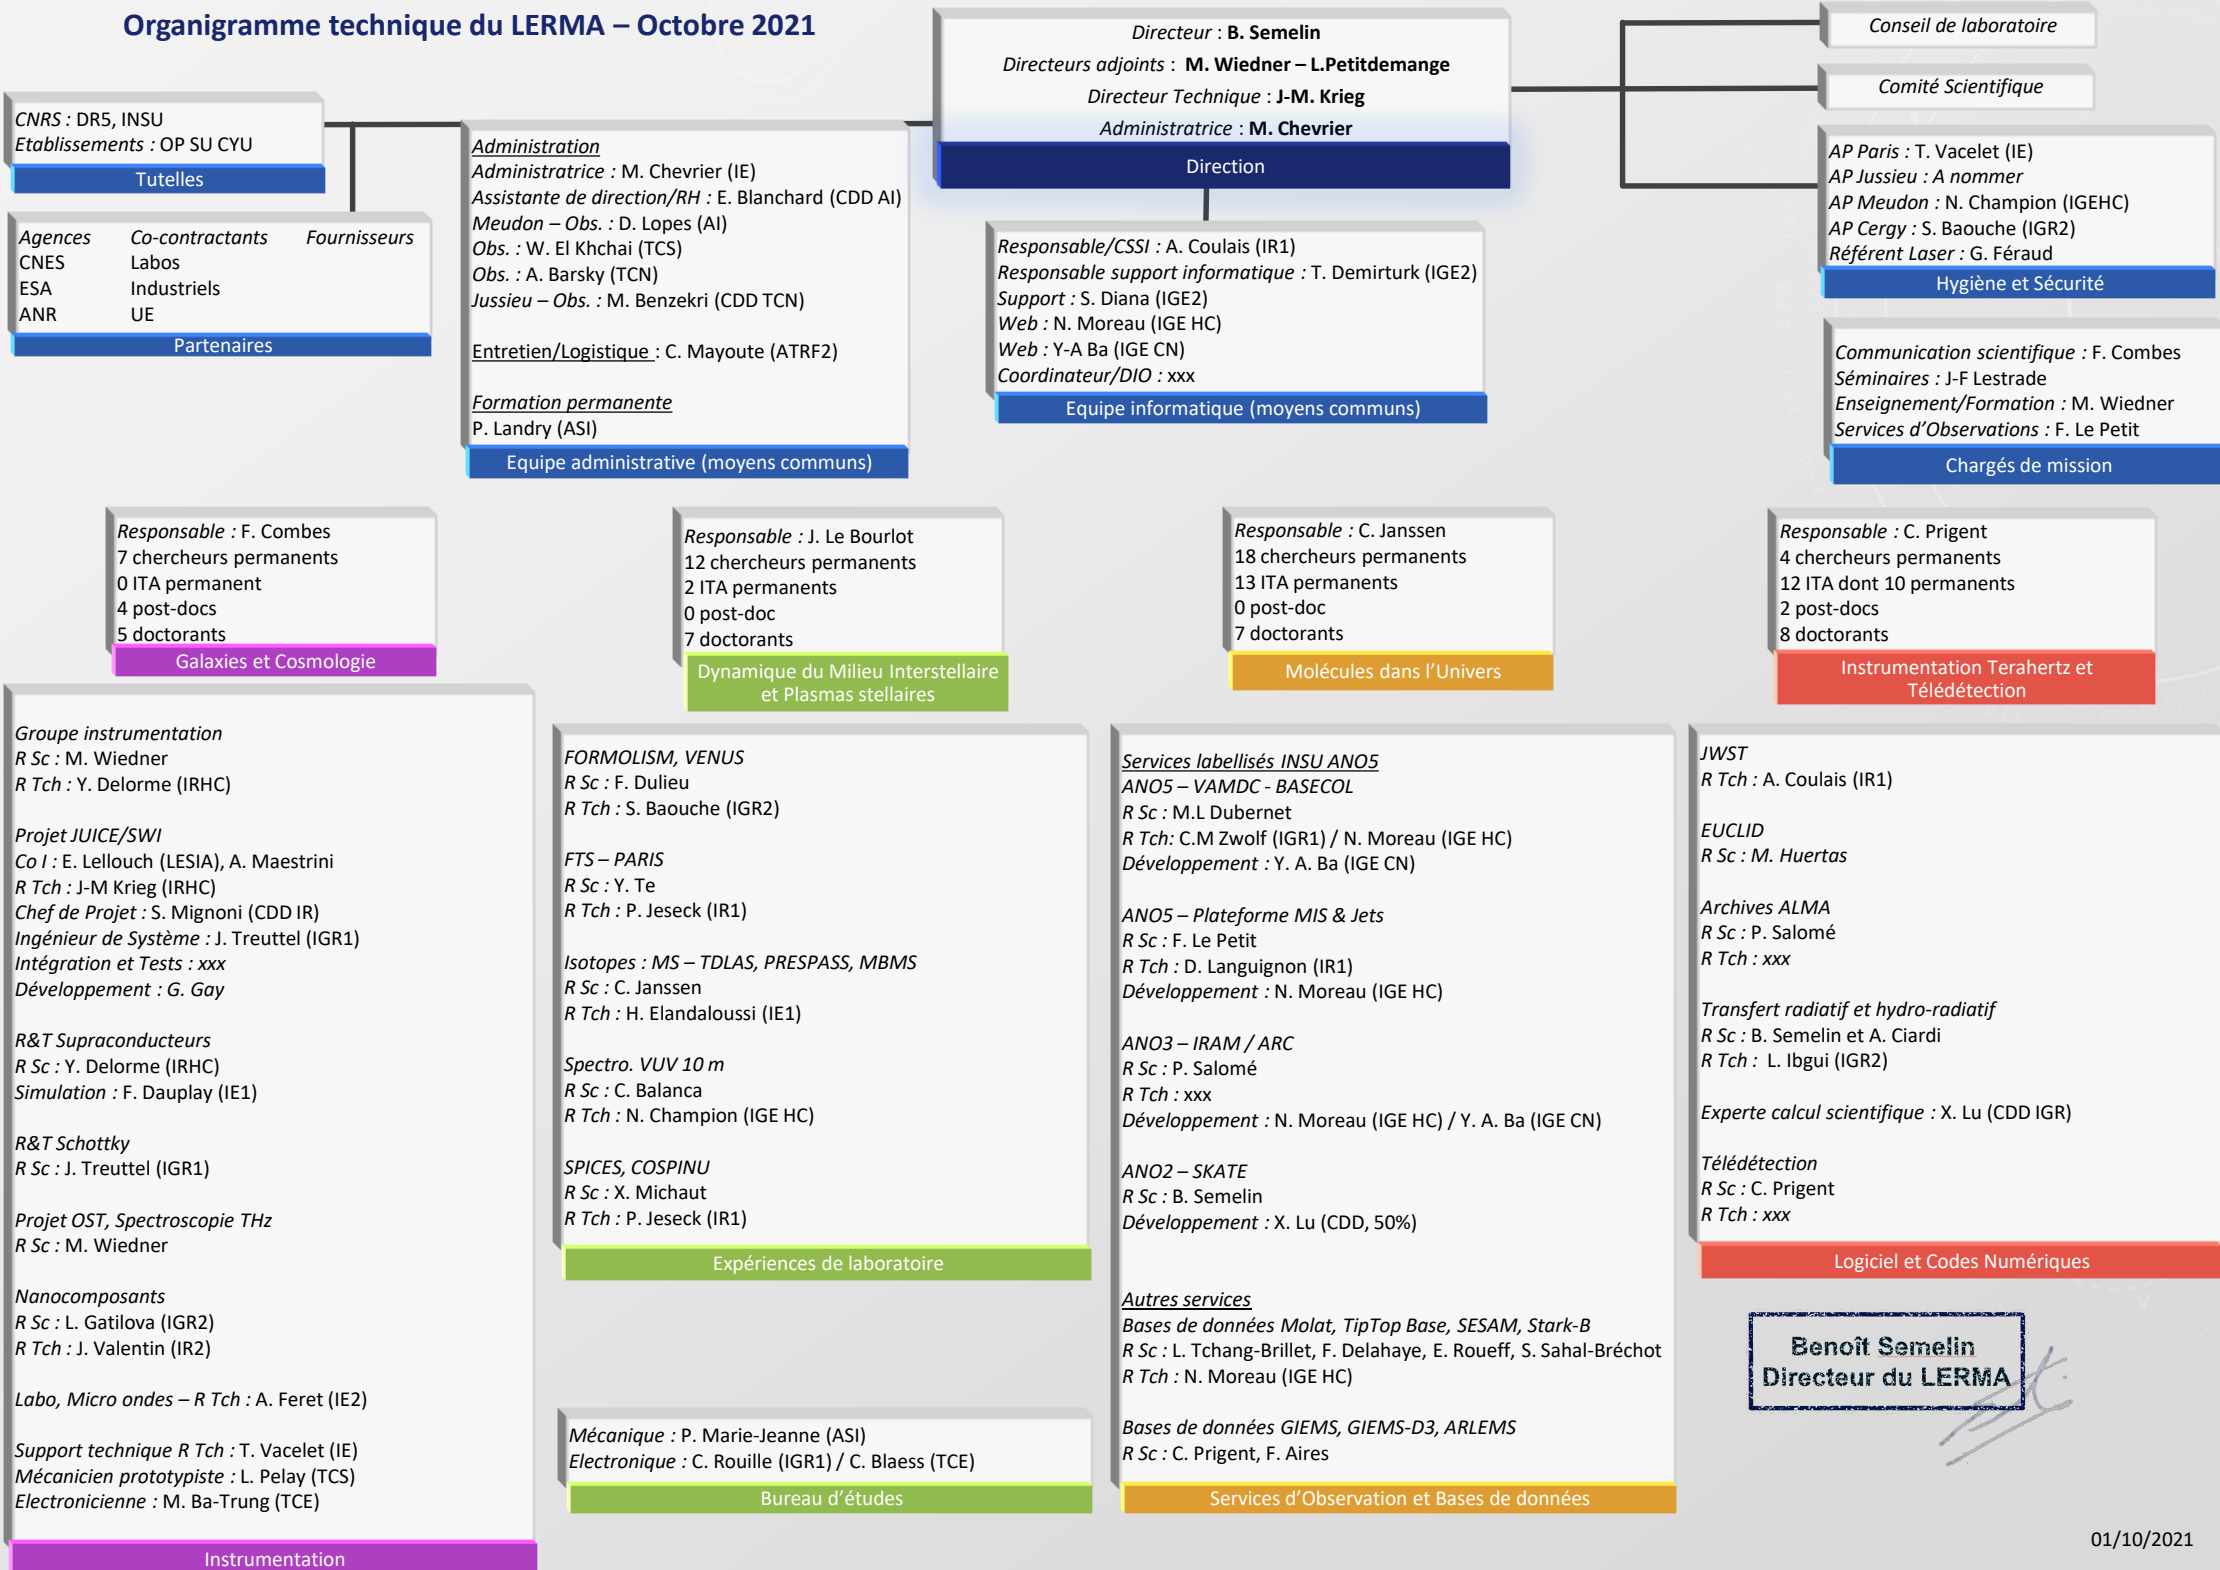 Organigramme technique du LERMA – Octobre 2021
Directeur : B. Semelin
Directeurs adjoints : M. Wiedner – L.Petitdemange
Directeur Technique : J-M. Krieg
Administratrice : M. Chevrier
Direction
Conseil de laboratoire
Comité Scientifique
CNRS : DR5, INSU
Etablissements : OP SU CYU
Tutelles
Agences Co-contractants Fournisseurs
CNES Labos
ESA Industriels
ANR UE
Partenaires
Administration
Administratrice : M. Chevrier (IE)
Assistante de direction/RH : E. Blanchard (CDD AI)
Meudon – Obs. : D. Lopes (AI)
Obs. : W. El Khchai (TCS)
Obs. : A. Barsky (TCN)
Jussieu – Obs. : M. Benzekri (CDD TCN)
Entretien/Logistique : C. Mayoute (ATRF2)
Formation permanente
P. Landry (ASI)
Equipe administrative (moyens communs)
Responsable/CSSI : A. Coulais (IR1)
Responsable support informatique : T. Demirturk (IGE2)
Support : S. Diana (IGE2)
Web : N. Moreau (IGE HC)
Web : Y-A Ba (IGE CN)
Coordinateur/DIO : xxx
Equipe informatique (moyens communs)
AP Paris : T. Vacelet (IE)
AP Jussieu : A nommer
AP Meudon : N. Champion (IGEHC)
AP Cergy : S. Baouche (IGR2)
Référent Laser : G. Féraud
Hygiène et Sécurité
Communication scientifique : F. Combes
Séminaires : J-F Lestrade
Enseignement/Formation : M. Wiedner
Services d’Observations : F. Le Petit
Chargés de mission
Responsable : F. Combes
7 chercheurs permanents
0 ITA permanent
4 post-docs
5 doctorants
Galaxies et Cosmologie
Responsable : J. Le Bourlot
12 chercheurs permanents
2 ITA permanents
0 post-doc
7 doctorants
Dynamique du Milieu Interstellaire
et Plasmas stellaires
Responsable : C. Janssen
18 chercheurs permanents
13 ITA permanents
0 post-doc
7 doctorants
Molécules dans l’Univers
Responsable : C. Prigent
4 chercheurs permanents
12 ITA dont 10 permanents
2 post-docs
8 doctorants
Instrumentation Terahertz et
Télédétection
Groupe instrumentation
R Sc : M. Wiedner
R Tch : Y. Delorme (IRHC)
Projet JUICE/SWI
Co I : E. Lellouch (LESIA), A. Maestrini
R Tch : J-M Krieg (IRHC)
Chef de Projet : S. Mignoni (CDD IR)
Ingénieur de Système : J. Treuttel (IGR1)
Intégration et Tests : xxx
Développement : G. Gay
R&T Supraconducteurs
R Sc : Y. Delorme (IRHC)
Simulation : F. Dauplay (IE1)
R&T Schottky
R Sc : J. Treuttel (IGR1)
Projet OST, Spectroscopie THz
R Sc : M. Wiedner
Nanocomposants
R Sc : L. Gatilova (IGR2)
R Tch : J. Valentin (IR2)
Labo, Micro ondes – R Tch : A. Feret (IE2)
Support technique R Tch : T. Vacelet (IE)
Mécanicien prototypiste : L. Pelay (TCS)
Electronicienne : M. Ba-Trung (TCE)
Instrumentation
FORMOLISM, VENUS
R Sc : F. Dulieu
R Tch : S. Baouche (IGR2)
FTS – PARIS
R Sc : Y. Te
R Tch : P. Jeseck (IR1)
Isotopes : MS – TDLAS, PRESPASS, MBMS
R Sc : C. Janssen
R Tch : H. Elandaloussi (IE1)
Spectro. VUV 10 m
R Sc : C. Balanca
R Tch : N. Champion (IGE HC)
SPICES, COSPINU
R Sc : X. Michaut
R Tch : P. Jeseck (IR1)
Expériences de laboratoire
Mécanique : P. Marie-Jeanne (ASI)
Electronique : C. Rouille (IGR1) / C. Blaess (TCE)
Bureau d’études
Services labellisés INSU ANO5
ANO5 – VAMDC - BASECOL
R Sc : M.L Dubernet
R Tch: C.M Zwolf (IGR1) / N. Moreau (IGE HC)
Développement : Y. A. Ba (IGE CN)
ANO5 – Plateforme MIS & Jets
R Sc : F. Le Petit
R Tch : D. Languignon (IR1)
Développement : N. Moreau (IGE HC)
ANO3 – IRAM / ARC
R Sc : P. Salomé
R Tch : xxx
Développement : N. Moreau (IGE HC) / Y. A. Ba (IGE CN)
ANO2 – SKATE
R Sc : B. Semelin
Développement : X. Lu (CDD, 50%)
Autres services
Bases de données Molat, TipTop Base, SESAM, Stark-B
R Sc : L. Tchang-Brillet, F. Delahaye, E. Roueff, S. Sahal-Bréchot
R Tch : N. Moreau (IGE HC)
Bases de données GIEMS, GIEMS-D3, ARLEMS
R Sc : C. Prigent, F. Aires
Services d’Observation et Bases de données
JWST
R Tch : A. Coulais (IR1)
EUCLID
R Sc : M. Huertas
Archives ALMA
R Sc : P. Salomé
R Tch : xxx
Transfert radiatif et hydro-radiatif
R Sc : B. Semelin et A. Ciardi
R Tch : L. Ibgui (IGR2)
Experte calcul scientifique : X. Lu (CDD IGR)
Télédétection
R Sc : C. Prigent
R Tch : xxx
Logiciel et Codes Numériques
Benoît Semelin
Directeur du LERMA
01/10/2021